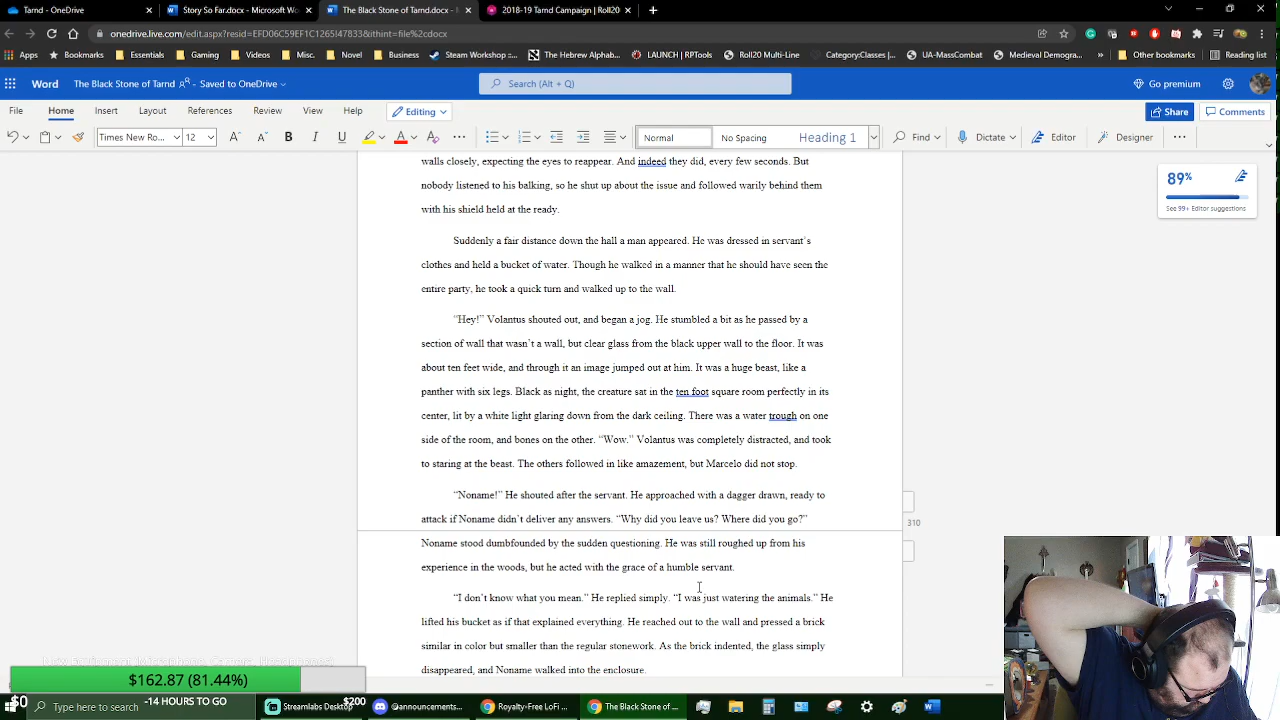 Tarnd - OneDrive
Story So Far.docx - Microsoft Wo
The Black Stone of Tarnd.docx -
2018-19 Tarnd Campaign | Roll20
onedrive.live.com/edit.aspx?resid=EFD06C59EF1C1265!47833&ithint=file%2cdocx
Apps
Bookmarks
Essentials
Gaming
Videos
Misc.
Novel
Business
Steam Workshop ::...
The Hebrew Alphab...
LAUNCH | RPTools
Roll20 Multi-Line
Category:Classes |...
UA-MassCombat
Medieval Demogra...
Other bookmarks
Reading list
Word
The Black Stone of Tarnd - Saved to OneDrive
Search (Alt + Q)
Go premium
File
Home
Insert
Layout
References
Review
View
Help
Editing
Share
Comments
Times New Ro...
12
Normal
No Spacing
Heading 1
Find
Dictate
Editor
Designer
walls closely, expecting the eyes to reappear. And indeed they did, every few seconds. But
nobody listened to his balking, so he shut up about the issue and followed warily behind them
with his shield held at the ready.
Suddenly a fair distance down the hall a man appeared. He was dressed in servant's
clothes and held a bucket of water. Though he walked in a manner that he should have seen the
entire party, he took a quick turn and walked up to the wall.
“Hey!” Volantus shouted out, and began a jog. He stumbled a bit as he passed by a
section of wall that wasn’t a wall, but clear glass from the black upper wall to the floor. It was
about ten feet wide, and through it an image jumped out at him. It was a huge beast, like a
panther with six legs. Black as night, the creature sat in the ten foot square room perfectly in its
center, lit by a white light glaring down from the dark ceiling. There was a water trough on one
side of the room, and bones on the other. “Wow.” Volantus was completely distracted, and took
to staring at the beast. The others followed in like amazement, but Marcelo did not stop.
“Noname!” He shouted after the servant. He approached with a dagger drawn, ready to
attack if Noname didn’t deliver any answers. “Why did you leave us? Where did you go?”
Noname stood dumbfounded by the sudden questioning. He was still roughed up from his
experience in the woods, but he acted with the grace of a humble servant.
“I don’t know what you mean.” He replied simply. “I was just watering the animals.” He
lifted his bucket as if that explained everything. He reached out to the wall and pressed a brick
similar in color but smaller than the regular stonework. As the brick indented, the glass simply
disappeared, and Noname walked into the enclosure.
89%
See 99+ Editor suggestions
310
$162.87 (81.44%)
$0
-14 HOURS TO GO
$200
Type here to search
Streamlabs Desktop
@announcements...
Royalty-Free LoFi ...
The Black Stone of ...